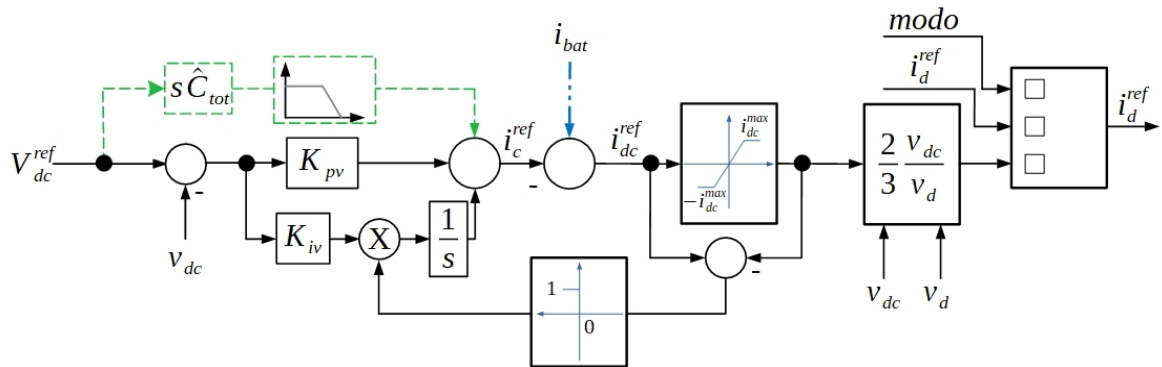 modo
i_d^ref
i_bat
s Ĉ_tot
V_dc^ref
-
v_dc
K_pv
K_iv
X
1
s
i_c^ref
-
i_dc^ref
i_dc^max
−i_dc^max
-
1
0
2
3
v_dc
v_d
v_dc
v_d
i_d^ref